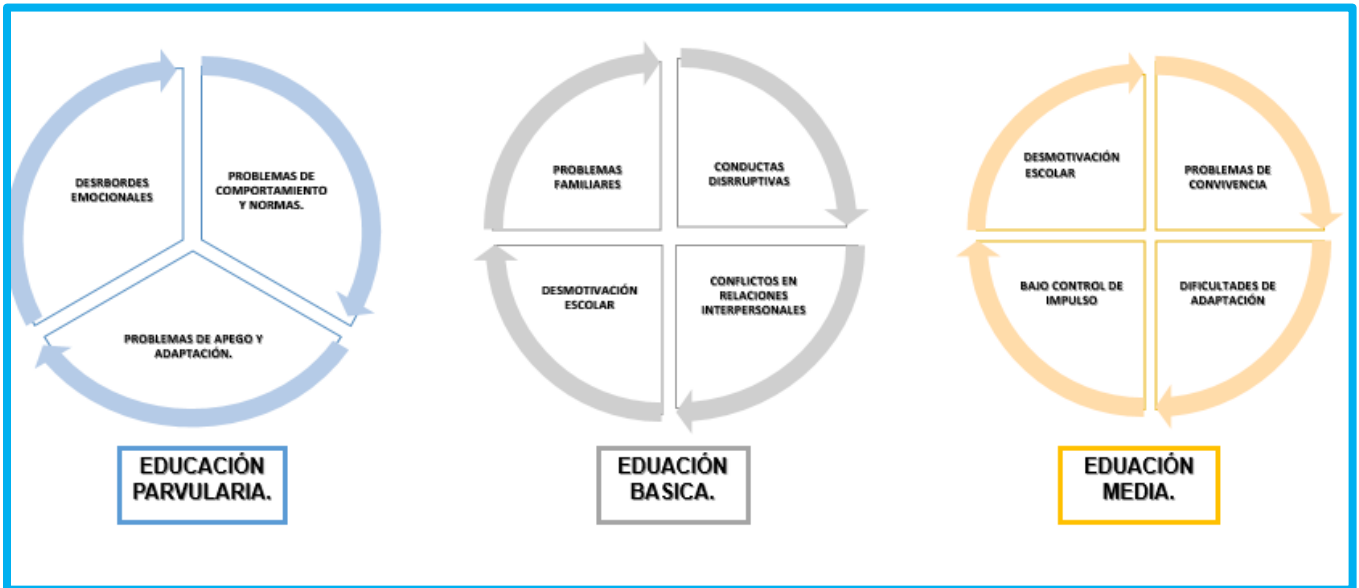 DESRBORDES
EMOCIONALES
PROBLEMAS DE
COMPORTAMIENTO
Y NORMAS.
PROBLEMAS DE APEGO Y
ADAPTACIÓN.
EDUCACIÓN
PARVULARIA.
PROBLEMAS
FAMILIARES
CONDUCTAS
DISRRUPTIVAS
DESMOTIVACIÓN
ESCOLAR
CONFLICTOS EN
RELACIONES
INTERPERSONALES
EDUACIÓN
BASICA.
DESMOTIVACIÓN
ESCOLAR
PROBLEMAS DE
CONVIVENCIA
BAJO CONTROL DE
IMPULSO
DIFICULTADES DE
ADAPTACIÓN
EDUACIÓN
MEDIA.